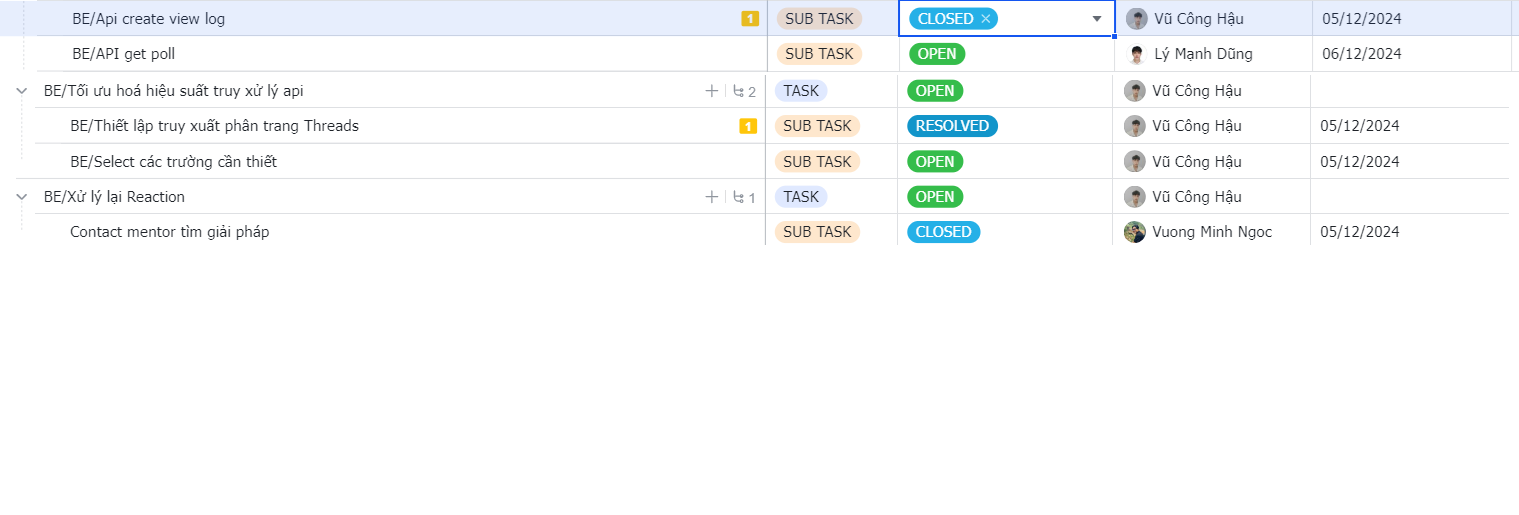 BE/Api create view log 1 SUB TASK CLOSED × Vũ Công Hậu 05/12/2024
BE/API get poll SUB TASK OPEN Lý Mạnh Dũng 06/12/2024
BE/Tối ưu hoá hiệu suất truy xử lý api 2 TASK OPEN Vũ Công Hậu
BE/Thiết lập truy xuất phân trang Threads 1 SUB TASK RESOLVED Vũ Công Hậu 05/12/2024
BE/Select các trường cần thiết SUB TASK OPEN Vũ Công Hậu 05/12/2024
BE/Xử lý lại Reaction 1 TASK OPEN Vũ Công Hậu
Contact mentor tìm giải pháp SUB TASK CLOSED Vuong Minh Ngoc 05/12/2024